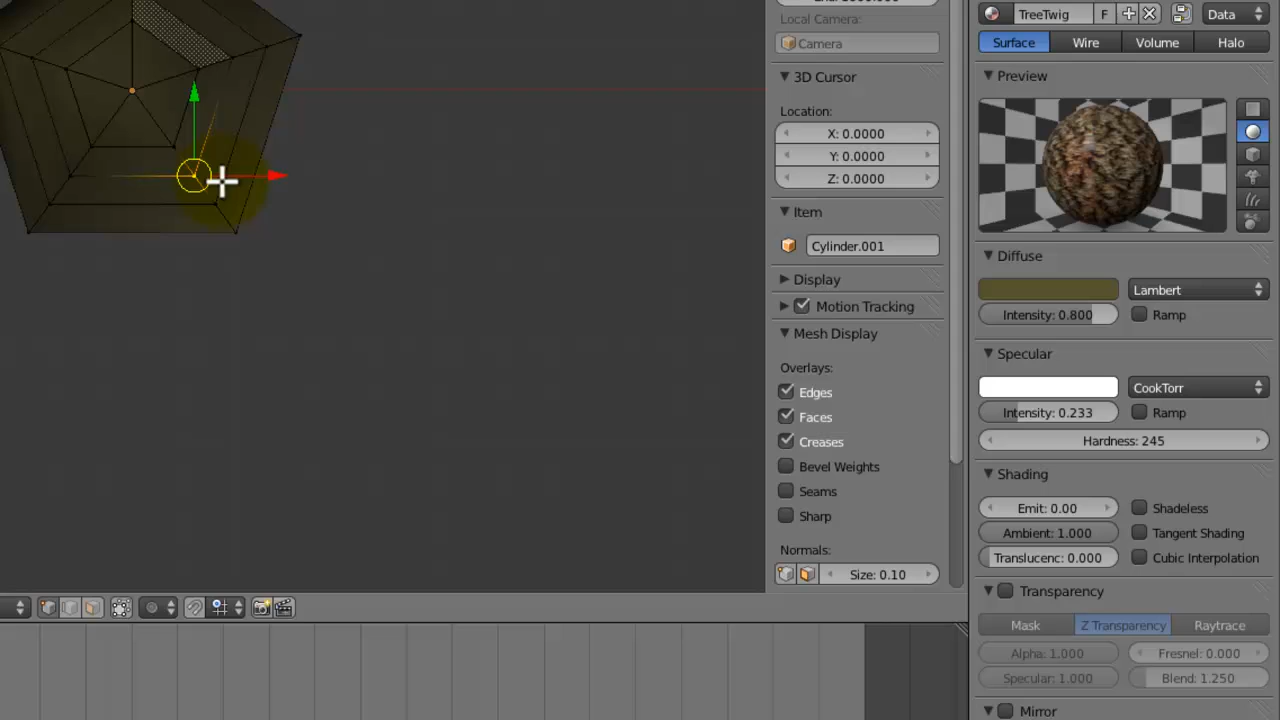 Local Camera:
Camera
3D Cursor
Location:
X: 0.0000
Y: 0.0000
Z: 0.0000
Item
Cylinder.001
Display
Motion Tracking
Mesh Display
Overlays:
Edges
Faces
Creases
Bevel Weights
Seams
Sharp
Normals:
Size: 0.10
TreeTwig F Data
Surface Wire Volume Halo
Preview
Diffuse
Lambert
Intensity: 0.800 Ramp
Specular
CookTorr
Intensity: 0.233 Ramp
Hardness: 245
Shading
Emit: 0.00 Shadeless
Ambient: 1.000 Tangent Shading
Translucenc: 0.000 Cubic Interpolation
Transparency
Mask Z Transparency Raytrace
Alpha: 1.000 Fresnel: 0.000
Specular: 1.000 Blend: 1.250
Mirror